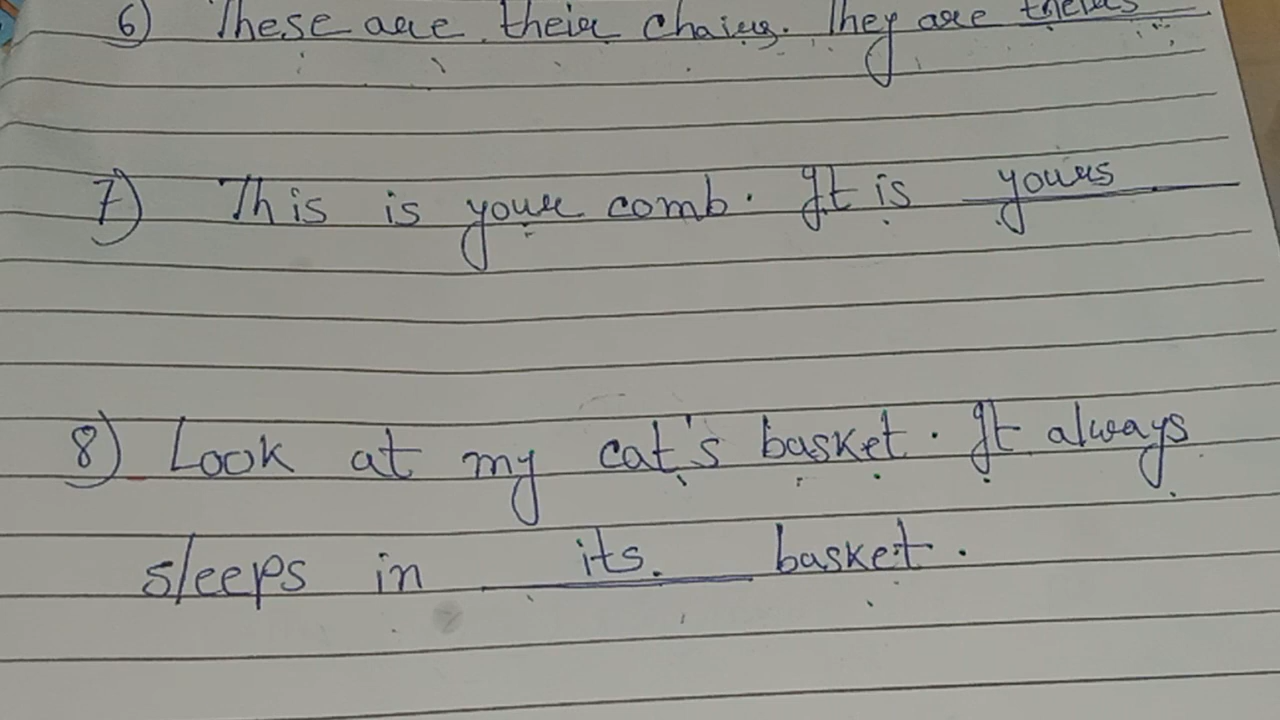 6) These are their chairs. They are theirs
7) This is your comb. It is yours
8) Look at my cat's basket. It always
sleeps in its. basket.